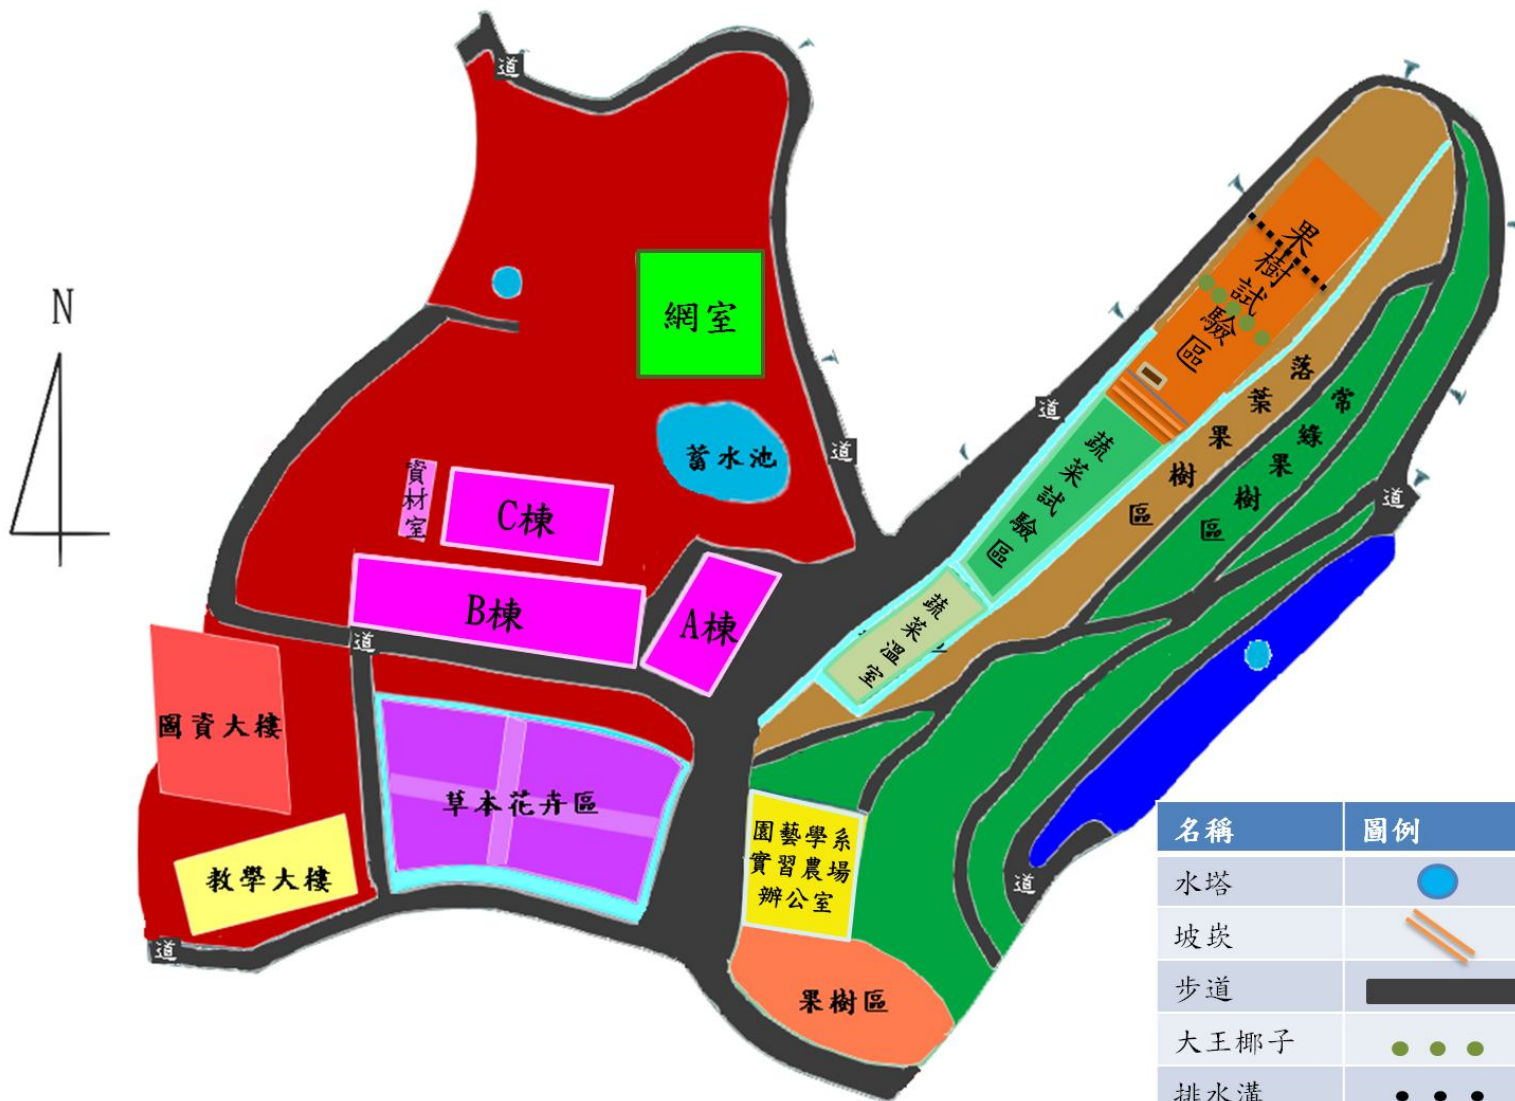 道
N
網室
道
道
蓄水池
資材室
C棟
B棟
A棟
道
圖資大樓
草本花卉區
教學大樓
道
果樹試驗區
蔬菜試驗區
蔬菜溫室
落葉果樹區
常綠果樹區
道
道
園藝學系
實習農場
辦公室
果樹區
名稱 圖例
水塔
坡崁
步道
大王椰子
排水溝